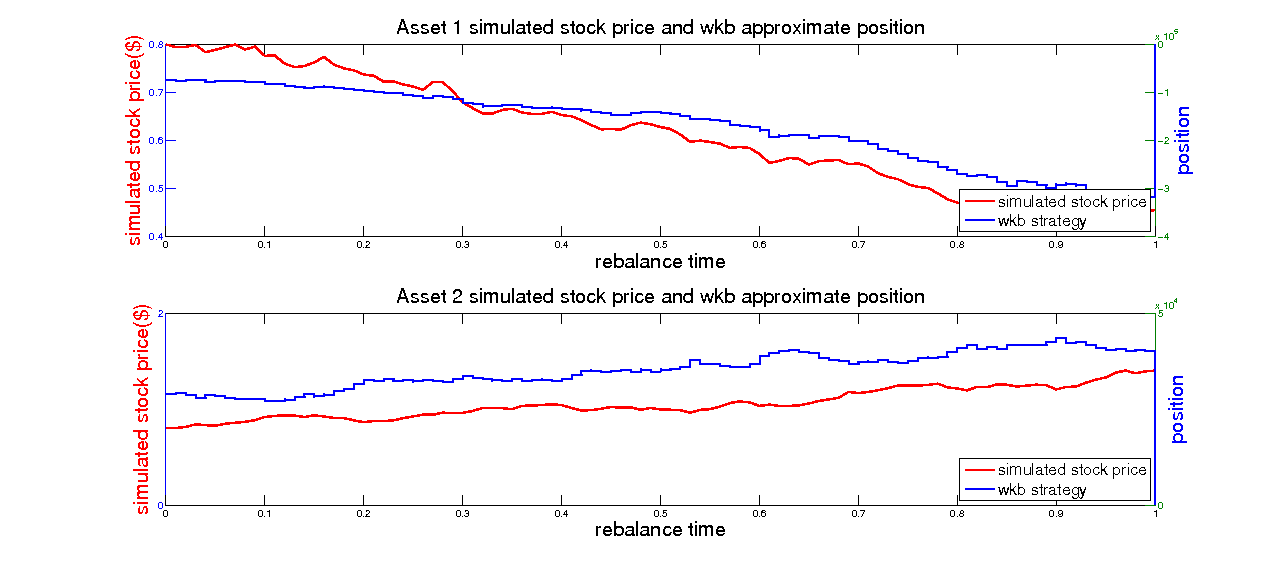 Asset 1 simulated stock price and wkb approximate position
x 10^5
simulated stock price($)
0.8
0.7
0.6
0.5
0.4
0
-1
-2
-3
-4
position
simulated stock price
wkb strategy
0 0.1 0.2 0.3 0.4 0.5 0.6 0.7 0.8 0.9 1
rebalance time
Asset 2 simulated stock price and wkb approximate position
x 10^4
simulated stock price($)
2
0
5
0
position
simulated stock price
wkb strategy
0 0.1 0.2 0.3 0.4 0.5 0.6 0.7 0.8 0.9 1
rebalance time